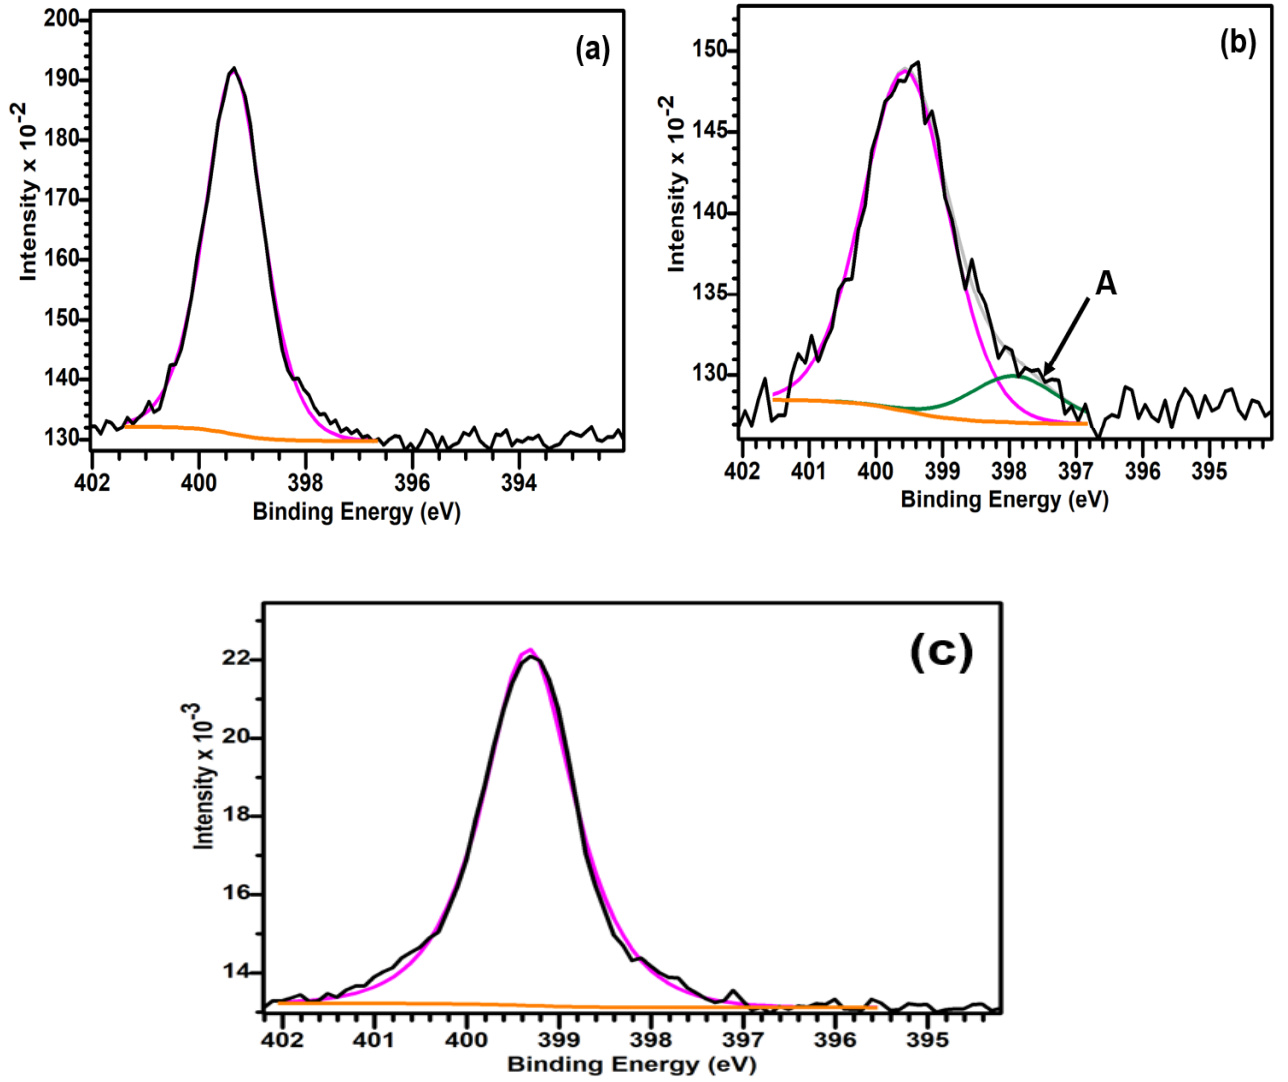 (a)
200
190
180
170
160
150
140
130
Intensity x 10-2
402 400 398 396 394
Binding Energy (eV)
(b)
150
145
140
135
130
Intensity x 10-2
A
402 401 400 399 398 397 396 395
Binding Energy (eV)
(c)
22
20
18
16
14
Intensity x 10-3
402 401 400 399 398 397 396 395
Binding Energy (eV)